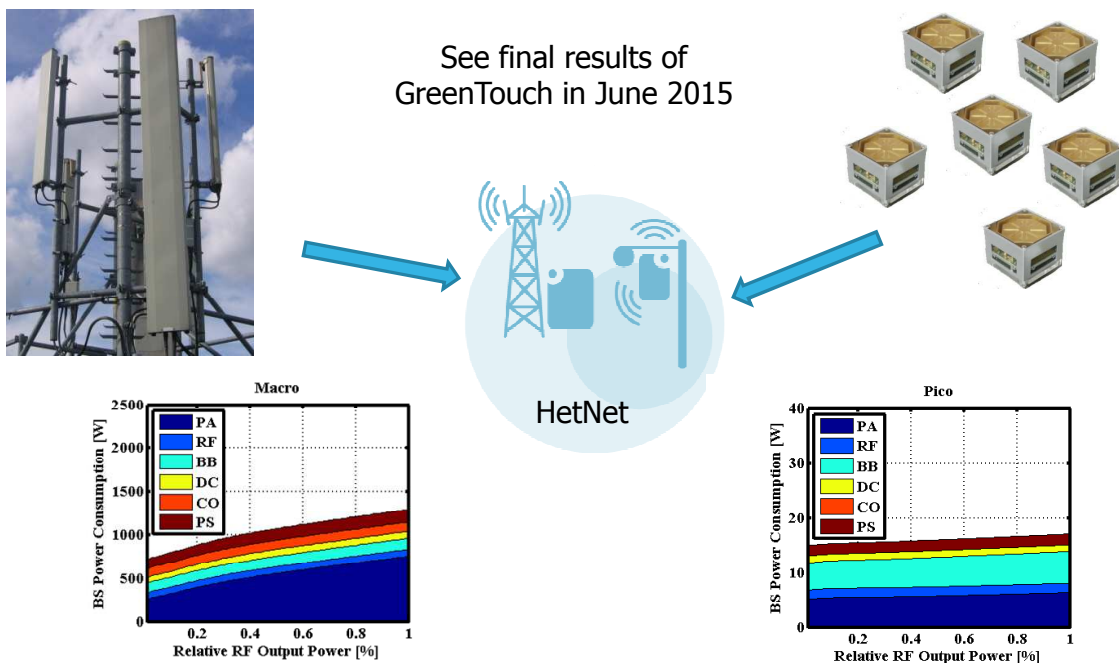 See final results of
GreenTouch in June 2015
HetNet
Macro
BS Power Consumption [W]
2500
2000
1500
1000
500
0
PA
RF
BB
DC
CO
PS
0.2
0.4
0.6
0.8
1
Relative RF Output Power [%]
Pico
BS Power Consumption [W]
40
30
20
10
0
PA
RF
BB
DC
CO
PS
0.2
0.4
0.6
0.8
1
Relative RF Output Power [%]